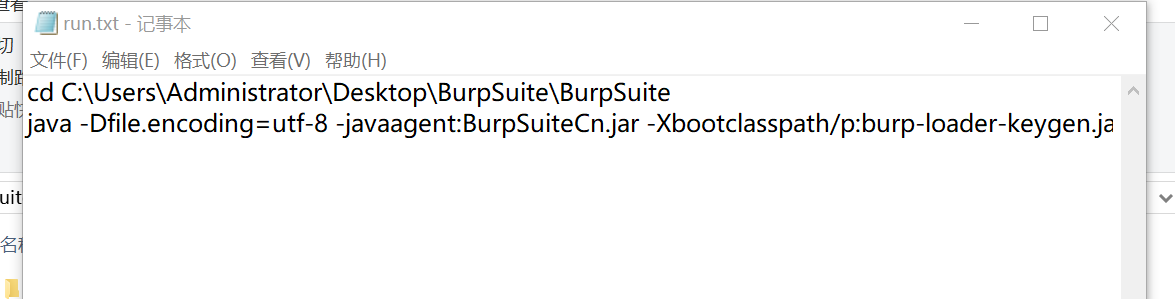 查看
run.txt - 记事本
切
文件(F) 编辑(E) 格式(O) 查看(V) 帮助(H)
制路
cd C:\Users\Administrator\Desktop\BurpSuite\BurpSuite
贴快
java -Dfile.encoding=utf-8 -javaagent:BurpSuiteCn.jar -Xbootclasspath/p:burp-loader-keygen.ja
uit
名称